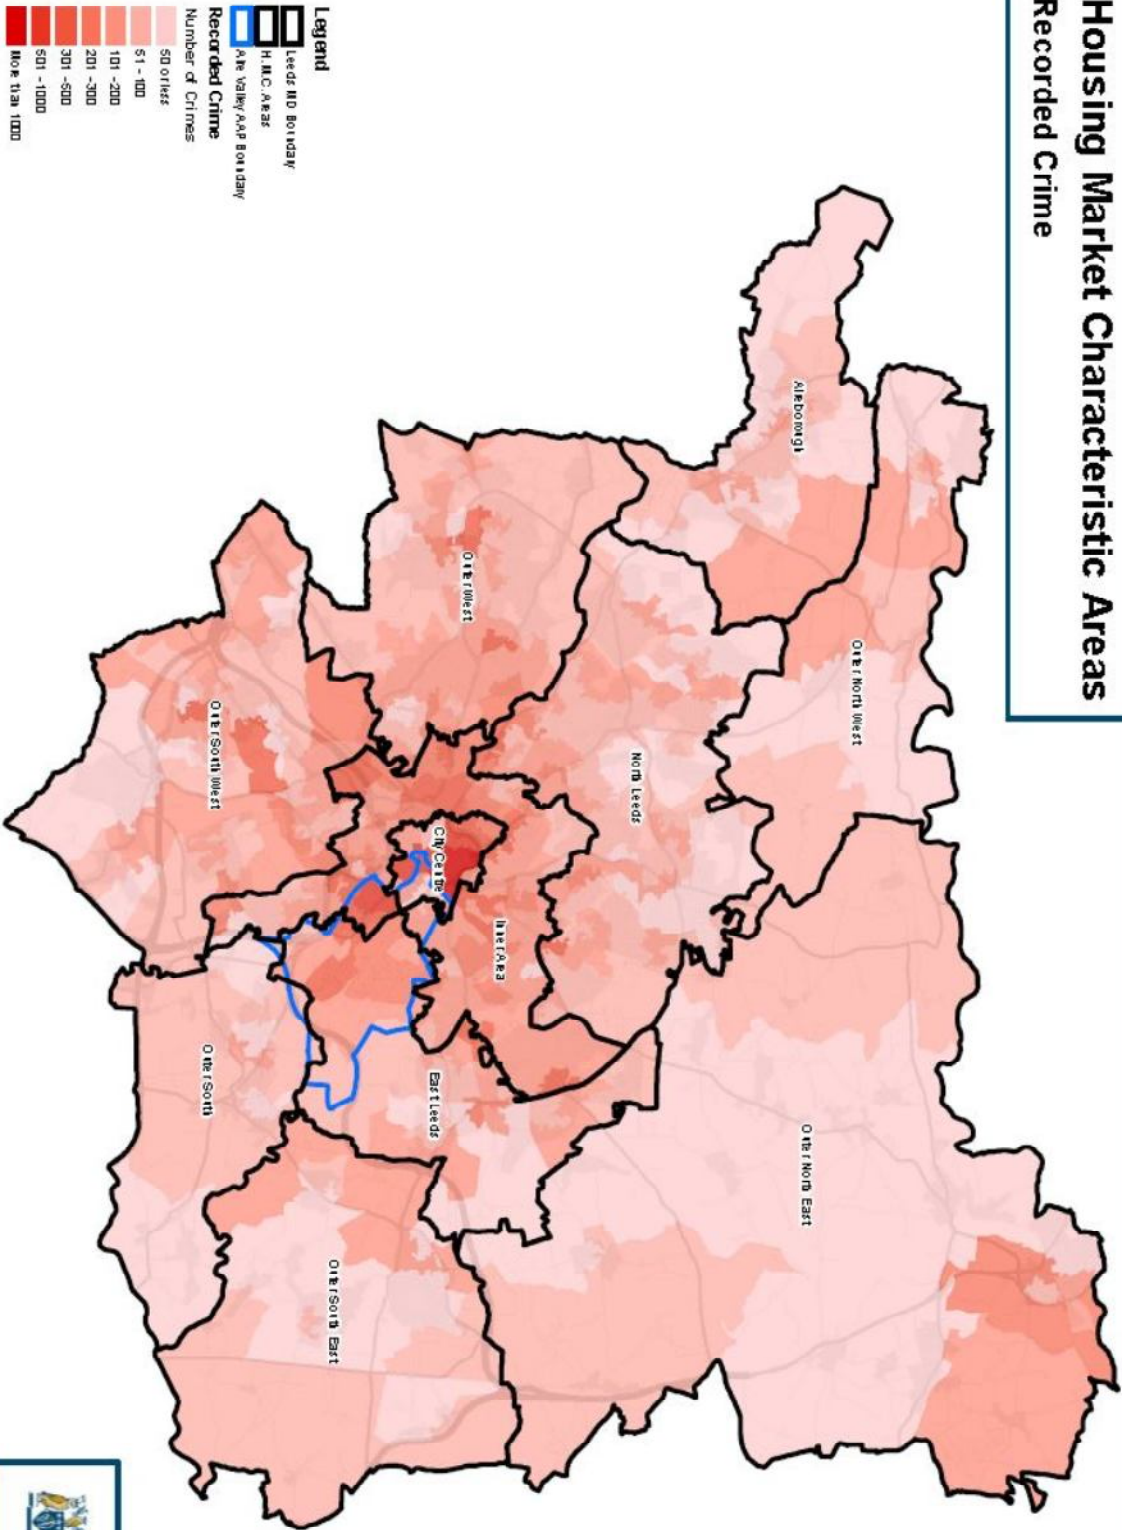 Housing Market Characteristic Areas
Recorded Crime
Legend
Leeds MD Boundary
H.M.C. Areas
Aire Valley AAP Boundary
Recorded Crime
Number of Crimes
50 or less
51 - 100
101 - 200
201 - 300
301 - 500
501 - 1000
More than 1000
Aireborough
Outer North West
Outer West
North Leeds
Outer South West
City Centre
Inner Area
Outer North East
East Leeds
Outer South
Outer South East